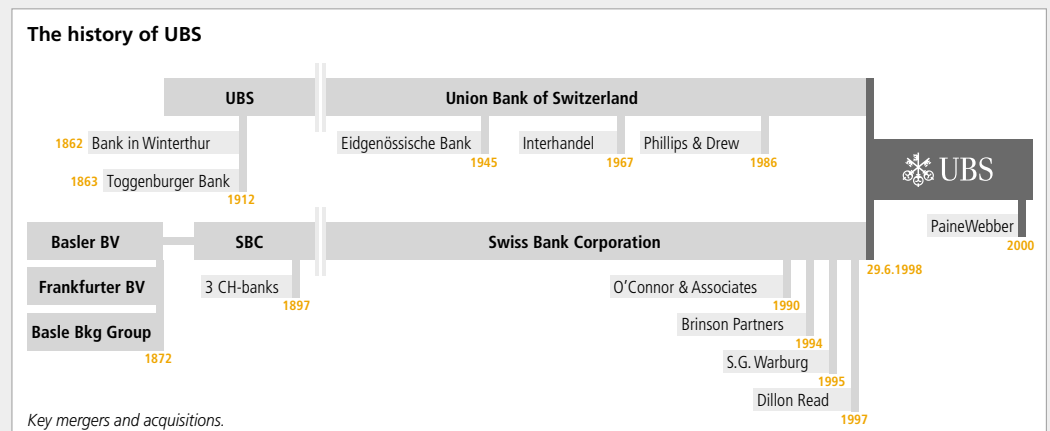 The history of UBS
UBS
Union Bank of Switzerland
1862 Bank in Winterthur
Eidgenössische Bank
1945
Interhandel
1967
Phillips & Drew
1986
1863 Toggenburger Bank
1912
UBS
PaineWebber
2000
Basler BV
SBC
Swiss Bank Corporation
29.6.1998
Frankfurter BV
3 CH-banks
1897
O'Connor & Associates
1990
Basle Bkg Group
1872
Brinson Partners
1994
S.G. Warburg
1995
Dillon Read
1997
Key mergers and acquisitions.